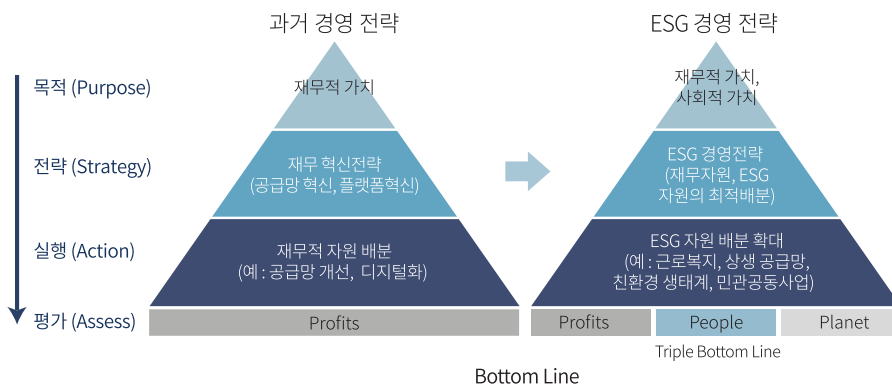 과거 경영 전략
ESG 경영 전략
목적 (Purpose)
재무적 가치
재무적 가치,
사회적 가치
전략 (Strategy)
재무 혁신전략
(공급망 혁신, 플랫폼혁신)
ESG 경영전략
(재무자원, ESG
자원의 최적배분)
실행 (Action)
재무적 자원 배분
(예 : 공급망 개선, 디지털화)
ESG 자원 배분 확대
(예 : 근로복지, 상생 공급망,
친환경 생태계, 민관공동사업)
평가 (Assess)
Profits
Profits
People
Planet
Triple Bottom Line
Bottom Line